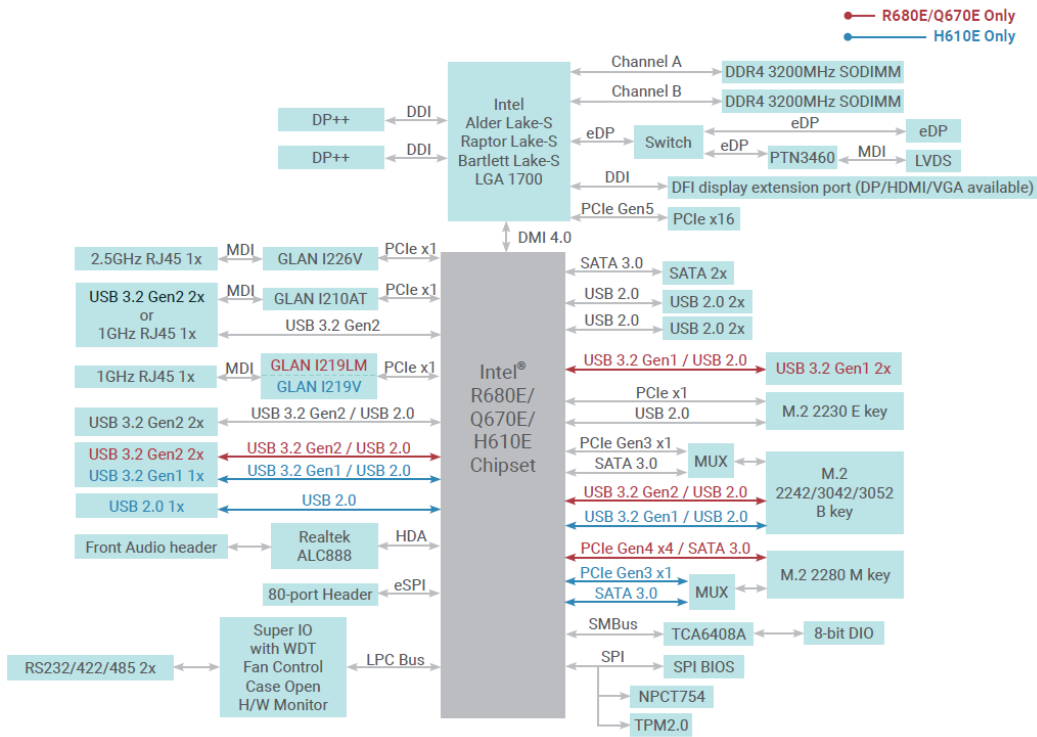 R680E/Q670E Only
H610E Only
Channel A
DDR4 3200MHz SODIMM
Channel B
DDR4 3200MHz SODIMM
Intel
Alder Lake-S
Raptor Lake-S
Bartlett Lake-S
LGA 1700
DP++
DDI
DP++
DDI
eDP
Switch
eDP
eDP
eDP
PTN3460
MDI
LVDS
DDI
DFI display extension port (DP/HDMI/VGA available)
PCIe Gen5
PCIe x16
DMI 4.0
2.5GHz RJ45 1x
MDI
GLAN I226V
PCIe x1
USB 3.2 Gen2 2x
or
1GHz RJ45 1x
MDI
GLAN I210AT
PCIe x1
USB 3.2 Gen2
1GHz RJ45 1x
MDI
GLAN I219LM
GLAN I219V
PCIe x1
USB 3.2 Gen2 2x
USB 3.2 Gen2 / USB 2.0
USB 3.2 Gen2 2x
USB 3.2 Gen1 1x
USB 3.2 Gen2 / USB 2.0
USB 3.2 Gen1 / USB 2.0
USB 2.0 1x
USB 2.0
Front Audio header
Realtek
ALC888
HDA
80-port Header
eSPI
RS232/422/485 2x
Super IO
with WDT
Fan Control
Case Open
H/W Monitor
LPC Bus
Intel®
R680E/
Q670E/
H610E
Chipset
SATA 3.0
SATA 2x
USB 2.0
USB 2.0 2x
USB 2.0
USB 2.0 2x
USB 3.2 Gen1 / USB 2.0
USB 3.2 Gen1 2x
PCIe x1
USB 2.0
M.2 2230 E key
PCIe Gen3 x1
SATA 3.0
MUX
USB 3.2 Gen2 / USB 2.0
USB 3.2 Gen1 / USB 2.0
M.2
2242/3042/3052
B key
PCIe Gen4 x4 / SATA 3.0
PCIe Gen3 x1
SATA 3.0
MUX
M.2 2280 M key
SMBus
TCA6408A
8-bit DIO
SPI
SPI BIOS
NPCT754
TPM2.0